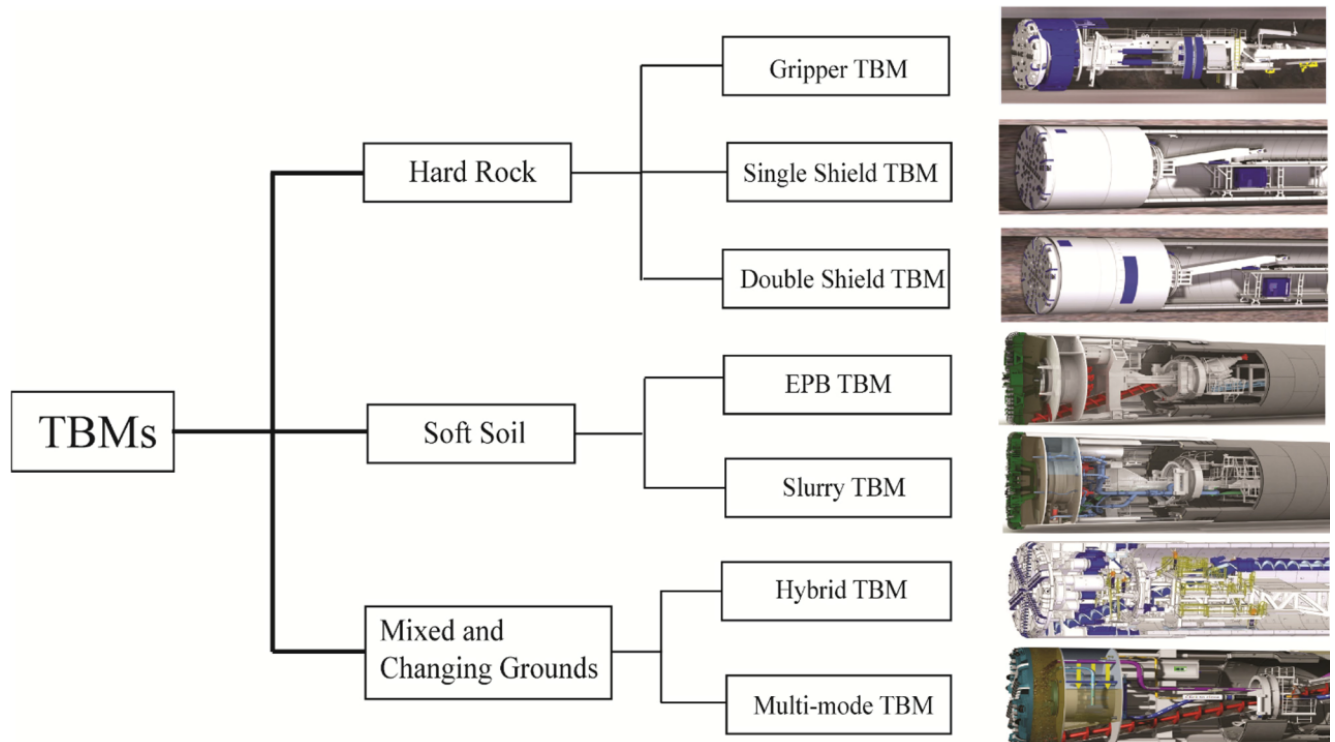 TBMs
Hard Rock
Gripper TBM
Single Shield TBM
Double Shield TBM
Soft Soil
EPB TBM
Slurry TBM
Mixed and
Changing Grounds
Hybrid TBM
Multi-mode TBM